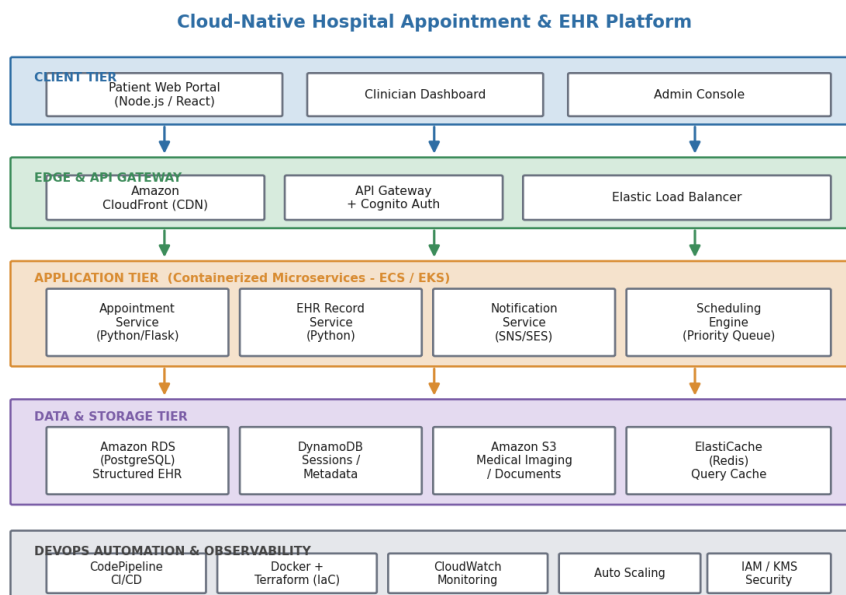 Cloud-Native Hospital Appointment & EHR Platform
CLIENT TIER
Patient Web Portal
(Node.js / React)
Clinician Dashboard
Admin Console
EDGE & API GATEWAY
Amazon
CloudFront (CDN)
API Gateway
+ Cognito Auth
Elastic Load Balancer
APPLICATION TIER  (Containerized Microservices - ECS / EKS)
Appointment
Service
(Python/Flask)
EHR Record
Service
(Python)
Notification
Service
(SNS/SES)
Scheduling
Engine
(Priority Queue)
DATA & STORAGE TIER
Amazon RDS
(PostgreSQL)
Structured EHR
DynamoDB
Sessions /
Metadata
Amazon S3
Medical Imaging
/ Documents
ElastiCache
(Redis)
Query Cache
DEVOPS AUTOMATION & OBSERVABILITY
CodePipeline
CI/CD
Docker +
Terraform (IaC)
CloudWatch
Monitoring
Auto Scaling
IAM / KMS
Security